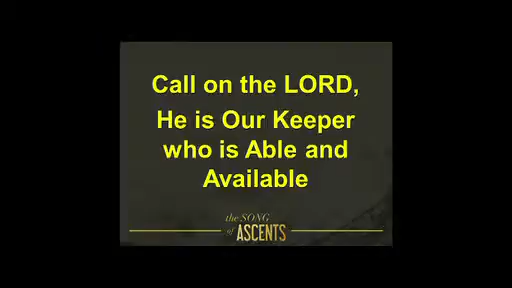 Call on the LORD,
He is Our Keeper
who is Able and
Available
the SONG
of ASCENTS